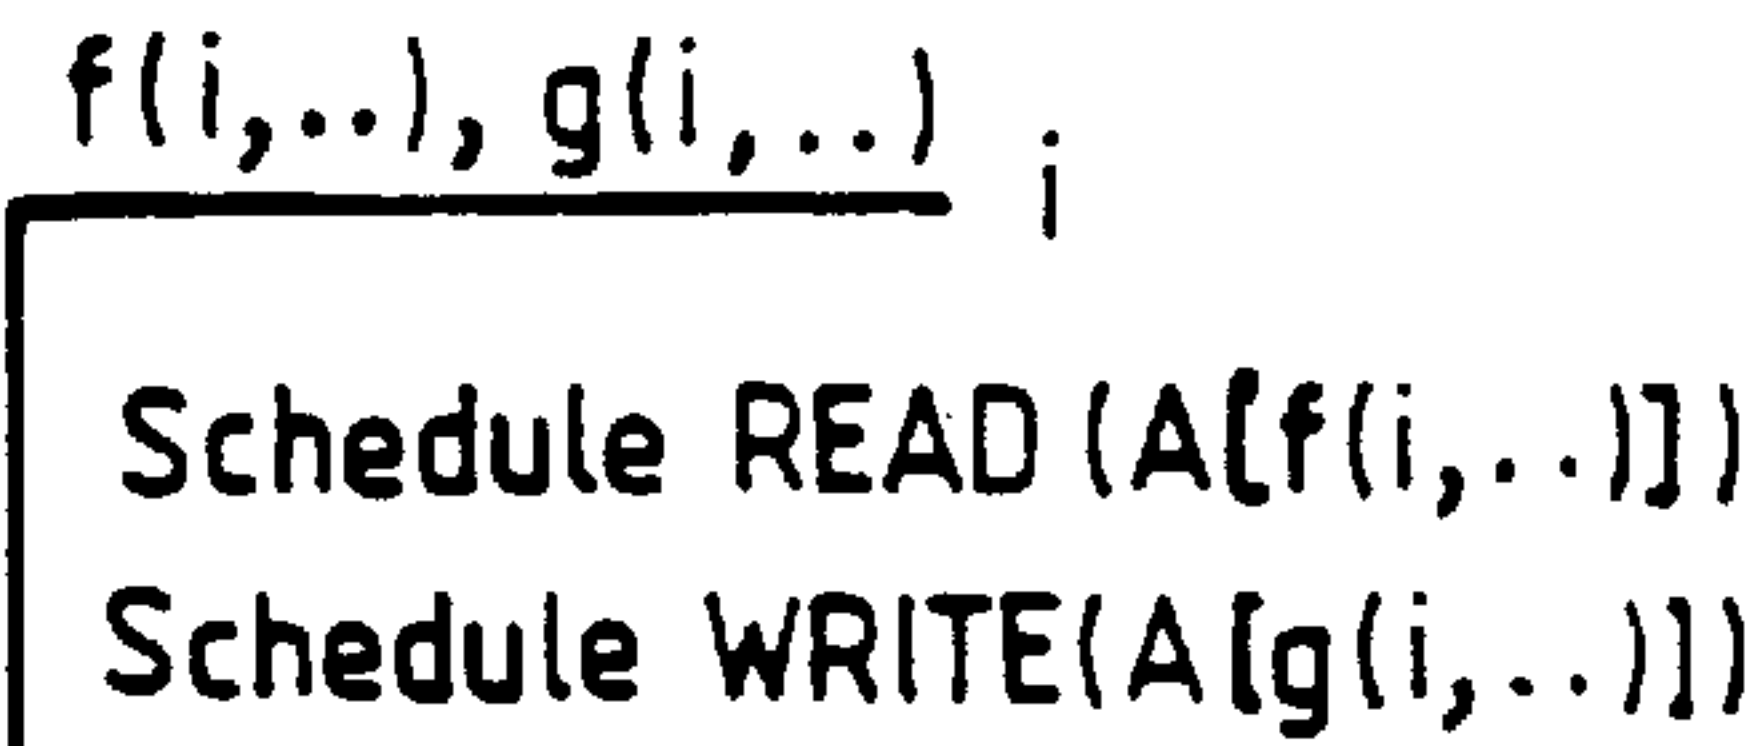 f(i,..), g(i,..)
i
Schedule READ (A[f(i,..)])
Schedule WRITE(A[g(i,..)])